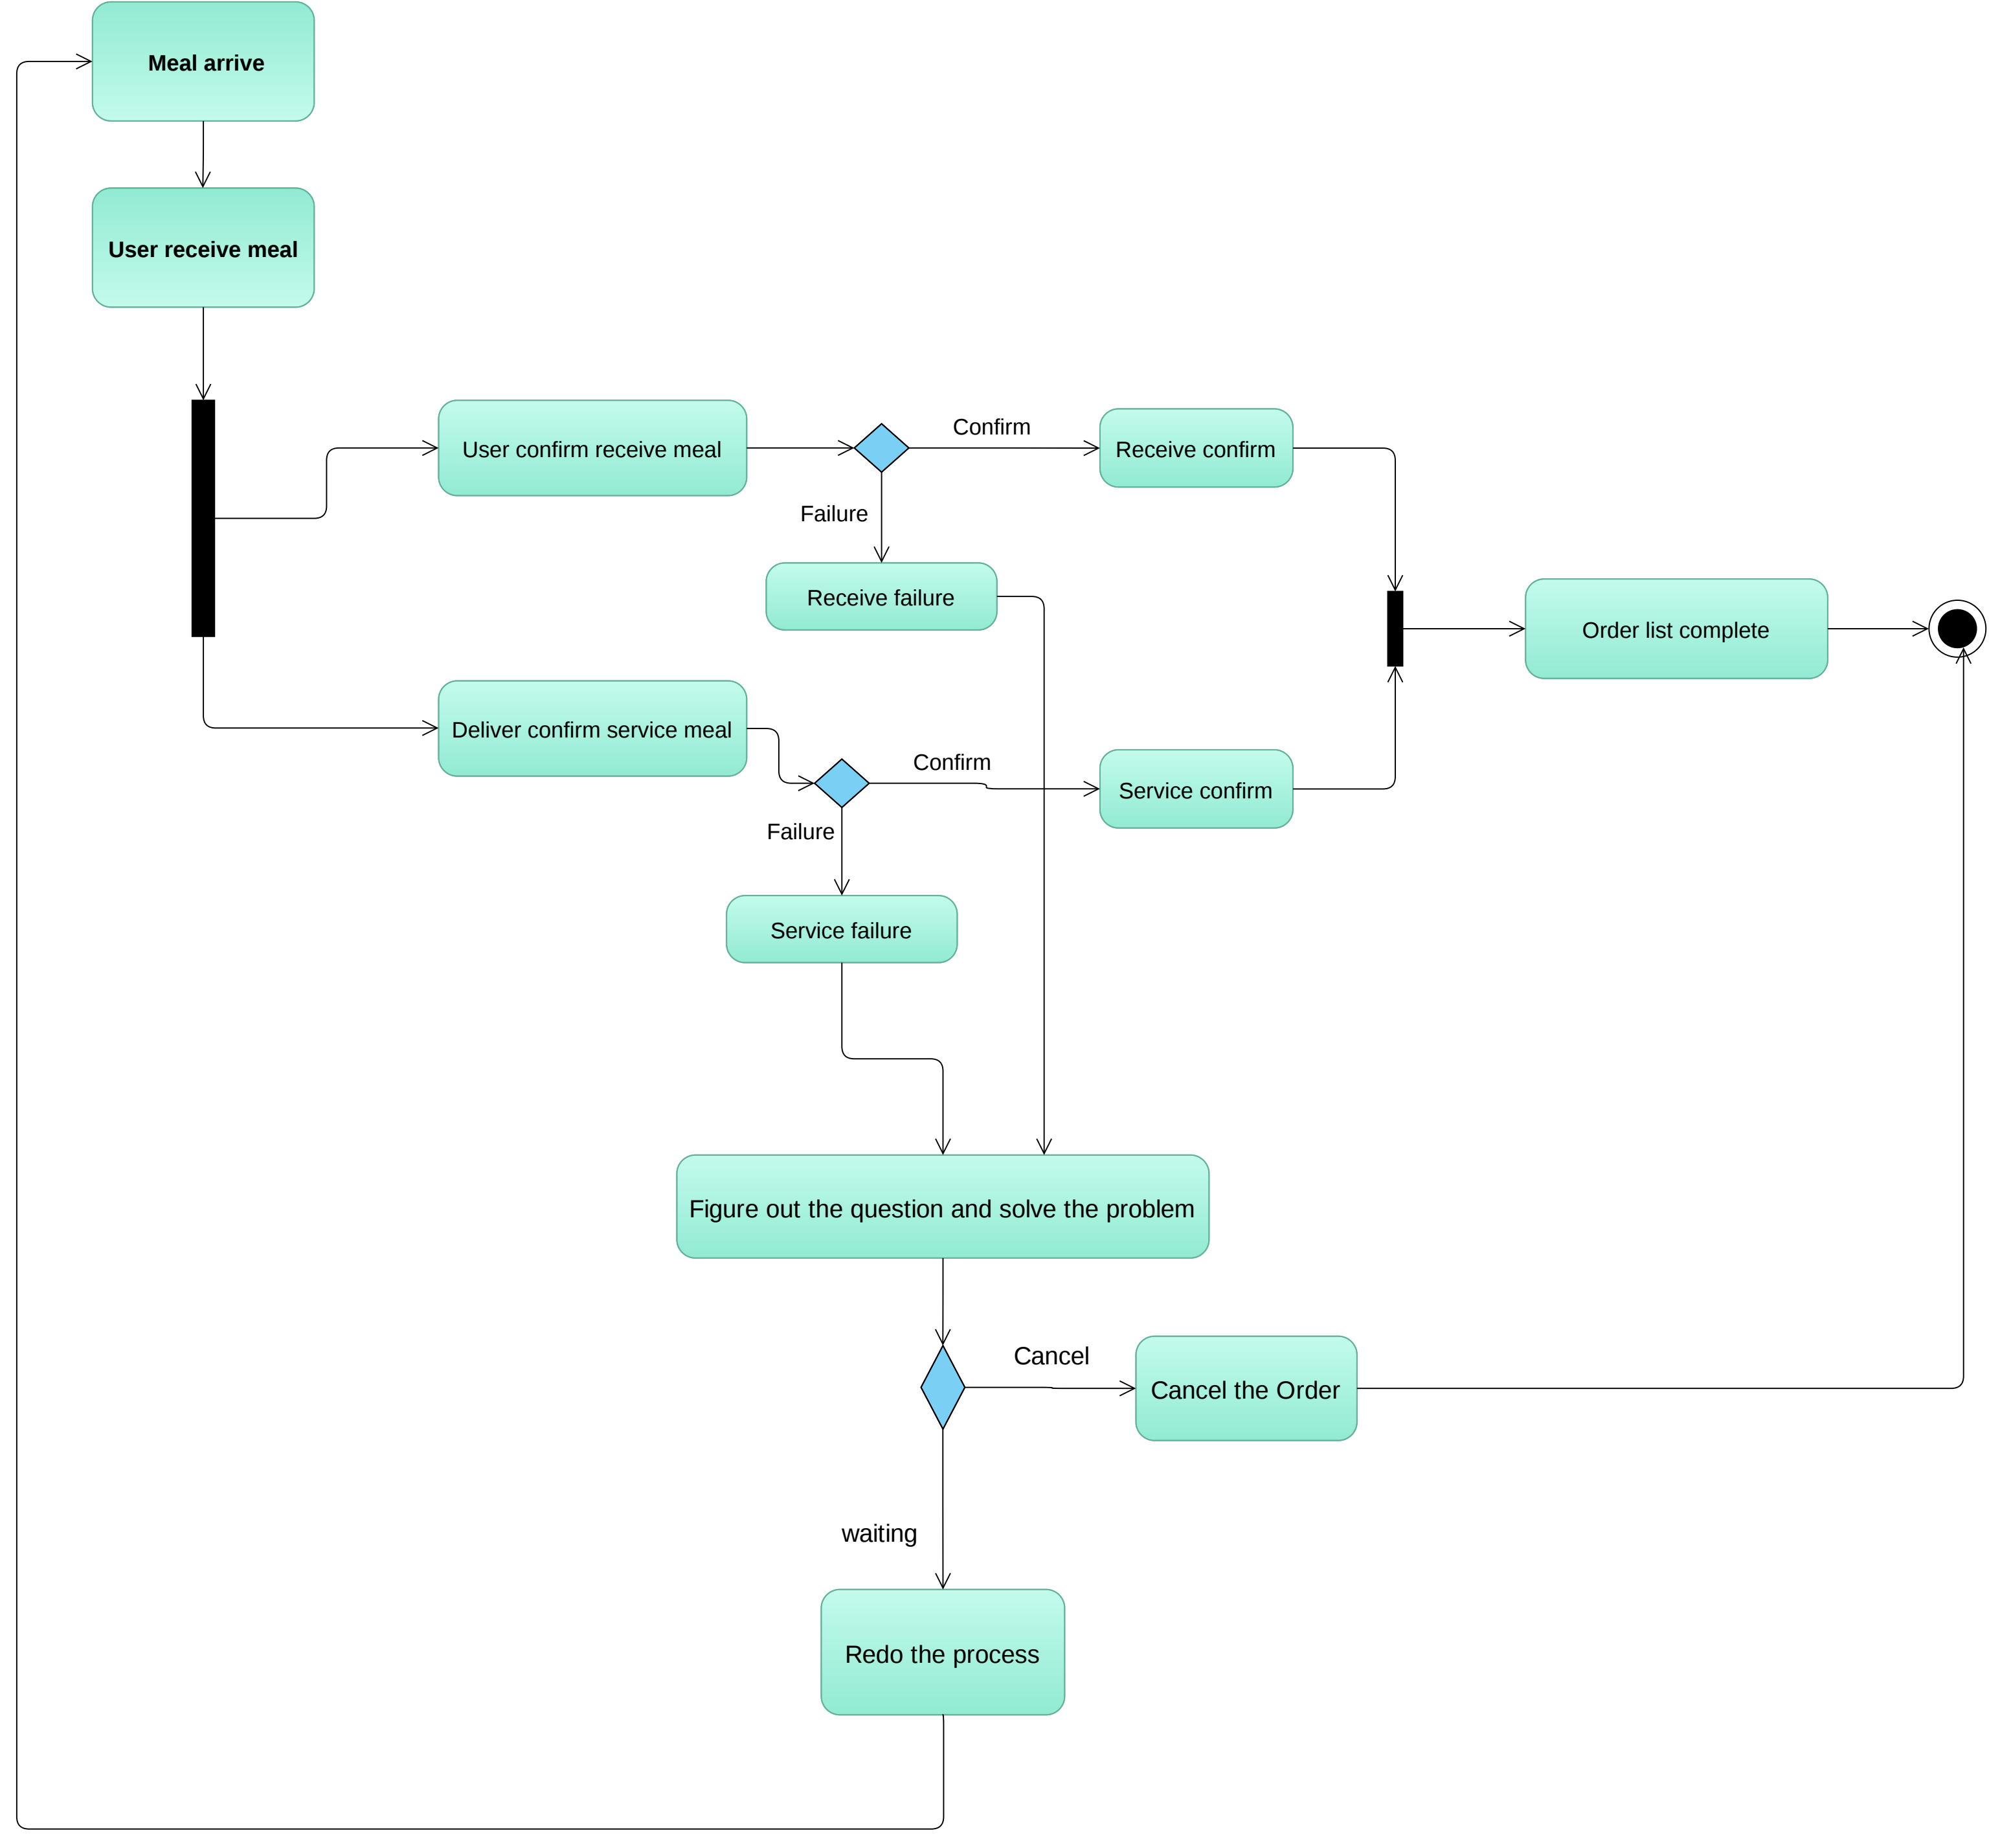 Meal arrive
User receive meal
User confirm receive meal
Confirm
Receive confirm
Failure
Receive failure
Order list complete
Deliver confirm service meal
Confirm
Service confirm
Failure
Service failure
Figure out the question and solve the problem
Cancel
Cancel the Order
waiting
Redo the process